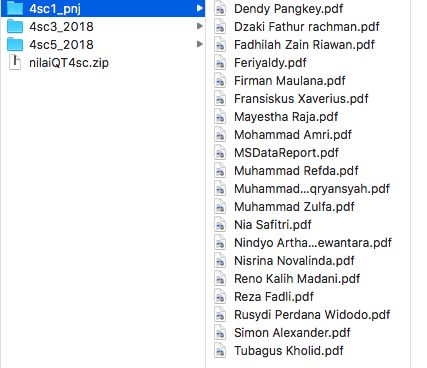 4sc1_pnj
4sc3_2018
4sc5_2018
nilaiQT4sc.zip
Dendy Pangkey.pdf
Dzaki Fathur rachman.pdf
Fadhilah Zain Riawan.pdf
Feriyaldy.pdf
Firman Maulana.pdf
Fransiskus Xaverius.pdf
Mayestha Raja.pdf
Mohammad Amri.pdf
MSDataReport.pdf
Muhammad Refda.pdf
Muhammad...qryansyah.pdf
Muhammad Zulfa.pdf
Nia Safitri.pdf
Nindyo Artha...ewantara.pdf
Nisrina Novalinda.pdf
Reno Kalih Madani.pdf
Reza Fadli.pdf
Rusydi Perdana Widodo.pdf
Simon Alexander.pdf
Tubagus Kholid.pdf